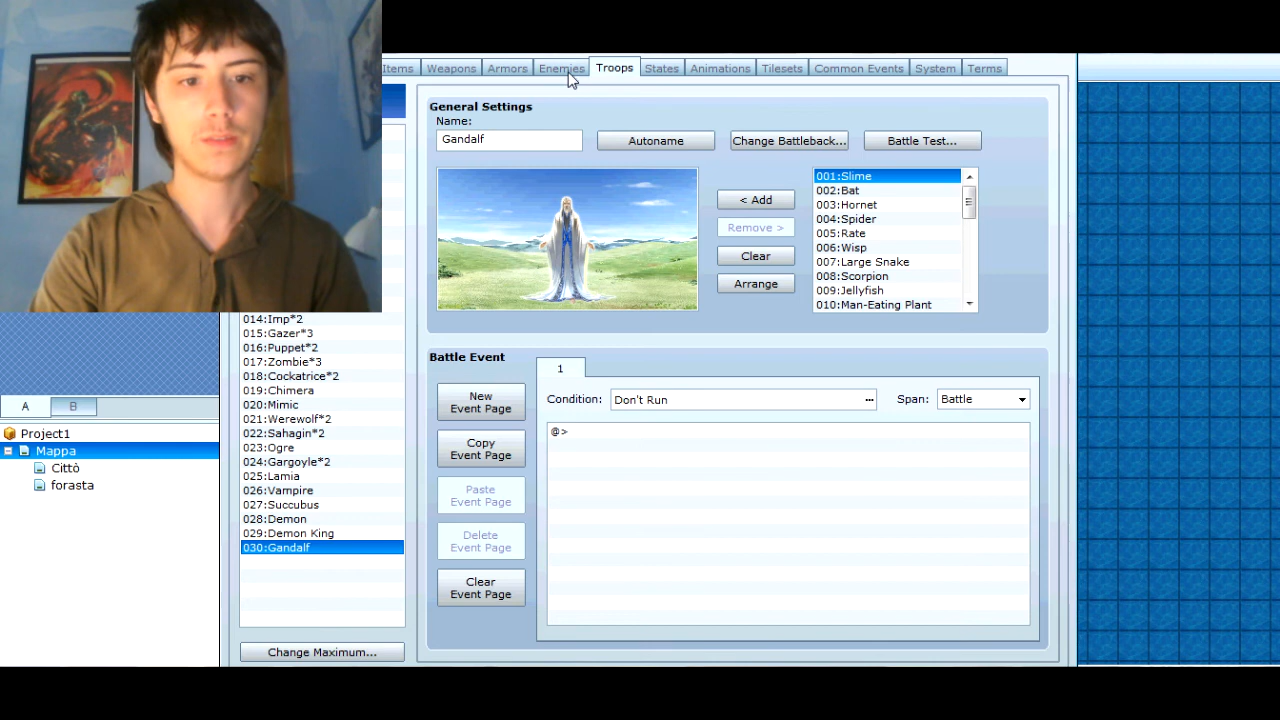 Items Weapons Armors Enemies Troops States Animations Tilesets Common Events System Terms
General Settings
Name:
Gandalf
Autoname
Change Battleback...
Battle Test...
< Add
Remove >
Clear
Arrange
001:Slime
002:Bat
003:Hornet
004:Spider
005:Rate
006:Wisp
007:Large Snake
008:Scorpion
009:Jellyfish
010:Man-Eating Plant
014:Imp*2
015:Gazer*3
016:Puppet*2
017:Zombie*3
018:Cockatrice*2
019:Chimera
020:Mimic
021:Werewolf*2
022:Sahagin*2
023:Ogre
024:Gargoyle*2
025:Lamia
026:Vampire
027:Succubus
028:Demon
029:Demon King
030:Gandalf
Change Maximum...
Battle Event
1
New
Event Page
Copy
Event Page
Paste
Event Page
Delete
Event Page
Clear
Event Page
Condition: Don't Run ...
Span: Battle
@>
A B
Project1
Mappa
Cittò
forasta